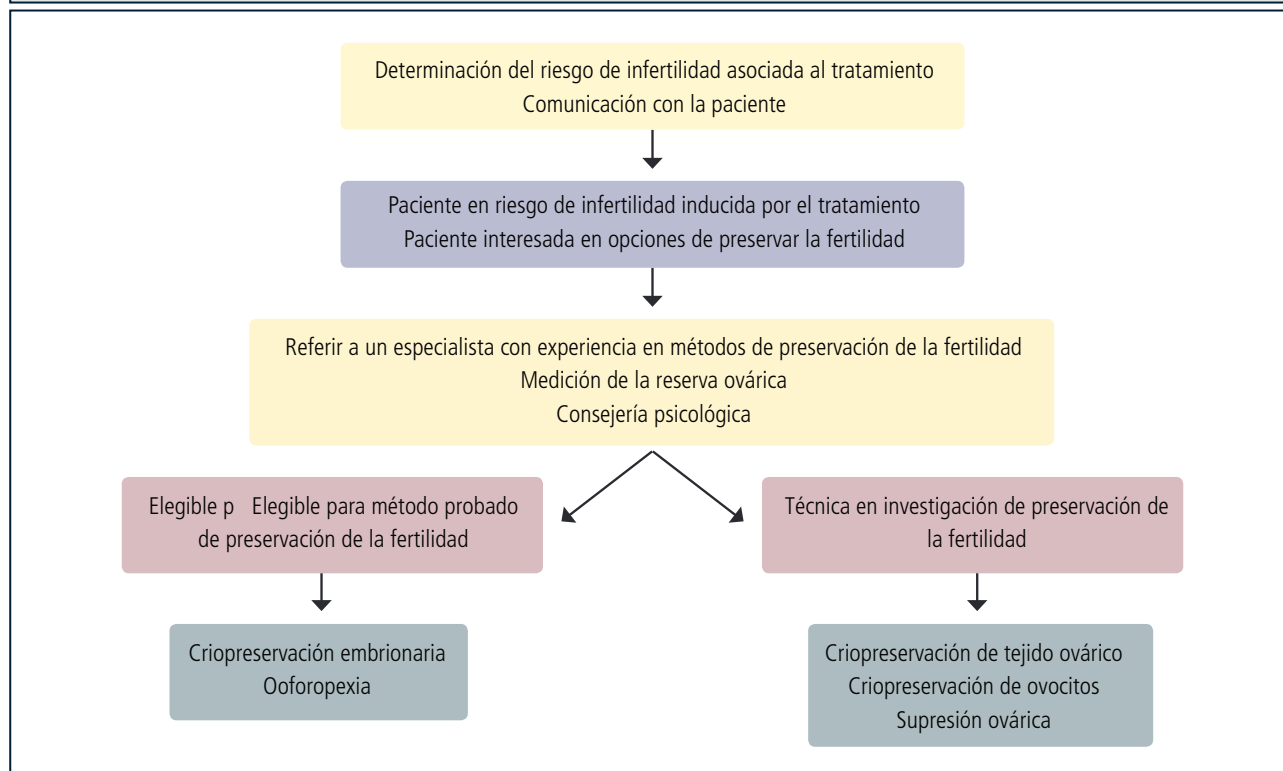 Determinación del riesgo de infertilidad asociada al tratamiento
Comunicación con la paciente
Paciente en riesgo de infertilidad inducida por el tratamiento
Paciente interesada en opciones de preservar la fertilidad
Referir a un especialista con experiencia en métodos de preservación de la fertilidad
Medición de la reserva ovárica
Consejería psicológica
Elegible p Elegible para método probado
de preservación de la fertilidad
Técnica en investigación de preservación de
la fertilidad
Criopreservación embrionaria
Ooforopexia
Criopreservación de tejido ovárico
Criopreservación de ovocitos
Supresión ovárica